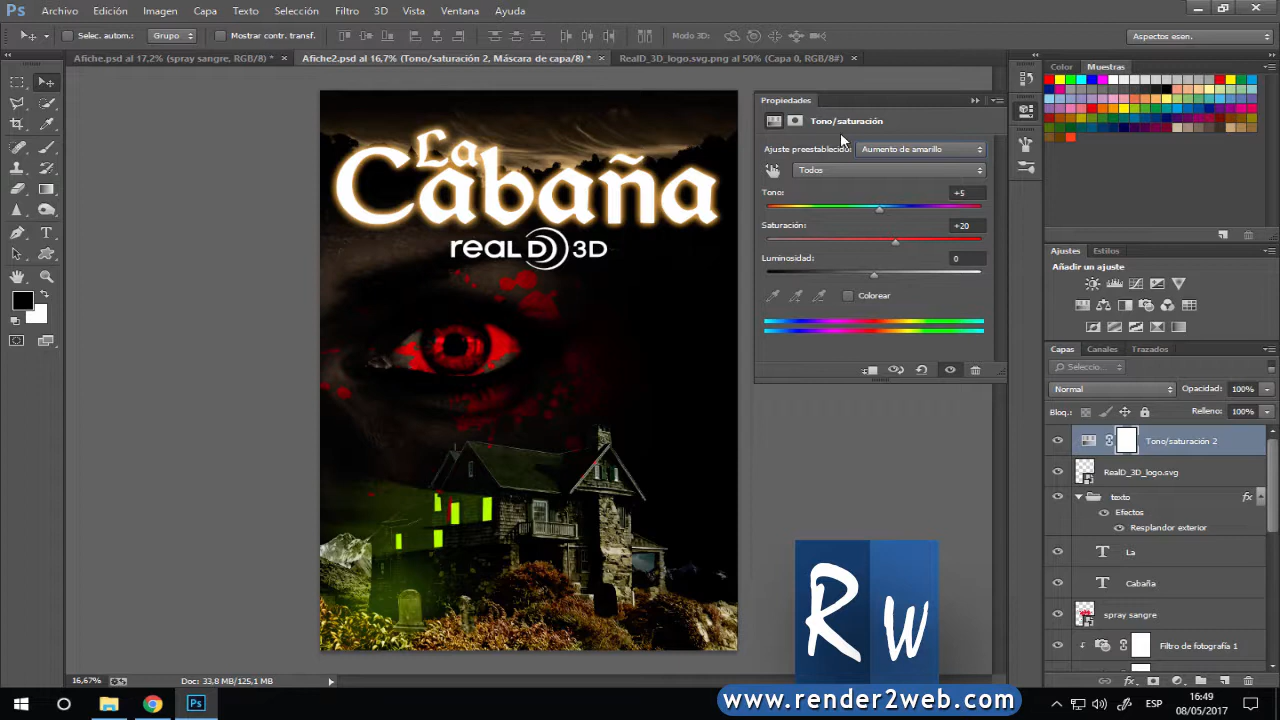 Ps Archivo Edición Imagen Capa Texto Selección Filtro 3D Vista Ventana Ayuda
Selec. autom.: Grupo Mostrar contr. transf. Modo 3D: Aspectos esen.
Afiche.psd al 17,2% (spray sangre, RGB/8) * × Afiche2.psd al 16,7% (Tono/saturación 2, Máscara de capa/8) * × RealD_3D_logo.svg.png al 50% (Capa 0, RGB/8#) ×
Color Muestras
Propiedades
Tono/saturación
Ajuste preestablecido: Aumento de amarillo
Todos
Tono: +5
Saturación: +20
Luminosidad: 0
Colorear
La
Cabaña
REAL D 3D
Ajustes Estilos
Añadir un ajuste
Capas Canales Trazados
Selecció...
Normal Opacidad: 100%
Bloq.: Relleno: 100%
Tono/saturación 2
RealD_3D_logo.svg
texto fx
Efectos
Resplandor exterior
T La
T Cabaña
spray sangre
Filtro de fotografía 1
RW
www.render2web.com
16,67% Doc: 33,8 MB/125,1 MB
ESP 16:49
08/05/2017